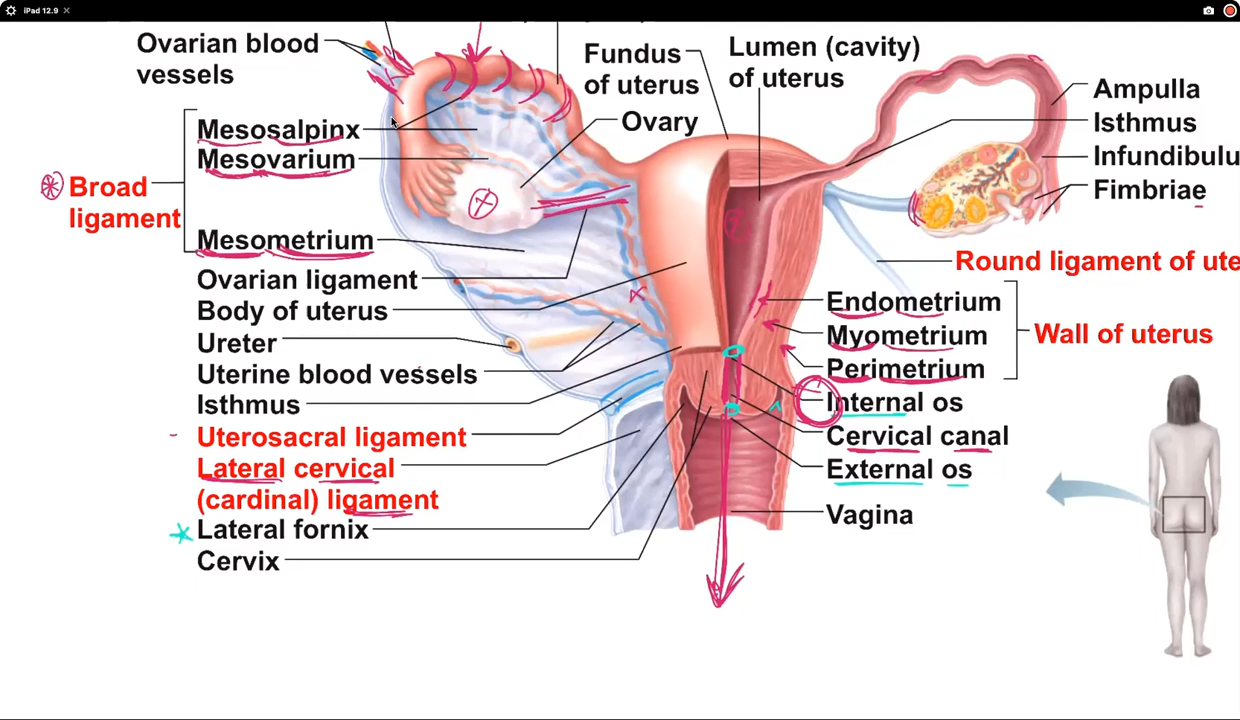 iPad 12.9
Ovarian blood
vessels
Mesosalpinx
Mesovarium
Broad
ligament
Mesometrium
Ovarian ligament
Body of uterus
Ureter
Uterine blood vessels
Isthmus
Uterosacral ligament
Lateral cervical
(cardinal) ligament
Lateral fornix
Cervix
Fundus
of uterus
Lumen (cavity)
of uterus
Ovary
Ampulla
Isthmus
Infundibulu
Fimbriae
Round ligament of ute
Endometrium
Myometrium
Perimetrium
Wall of uterus
Internal os
Cervical canal
External os
Vagina